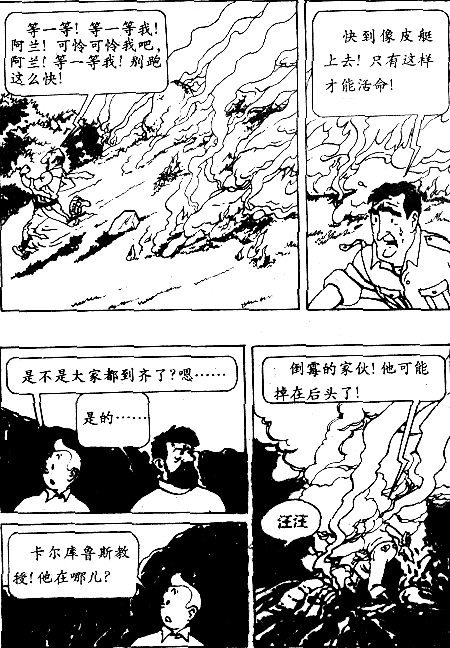 等一等！等一等我！
阿兰！可怜可怜我吧，
阿兰！等一等我！别跑
这么快！
快到像皮艇
上去！只有这样
才能活命！
是不是大家都到齐了？嗯……
是的……
倒霉的家伙！他可能
掉在后头了！
汪汪
卡尔库鲁斯教
授！他在哪儿？